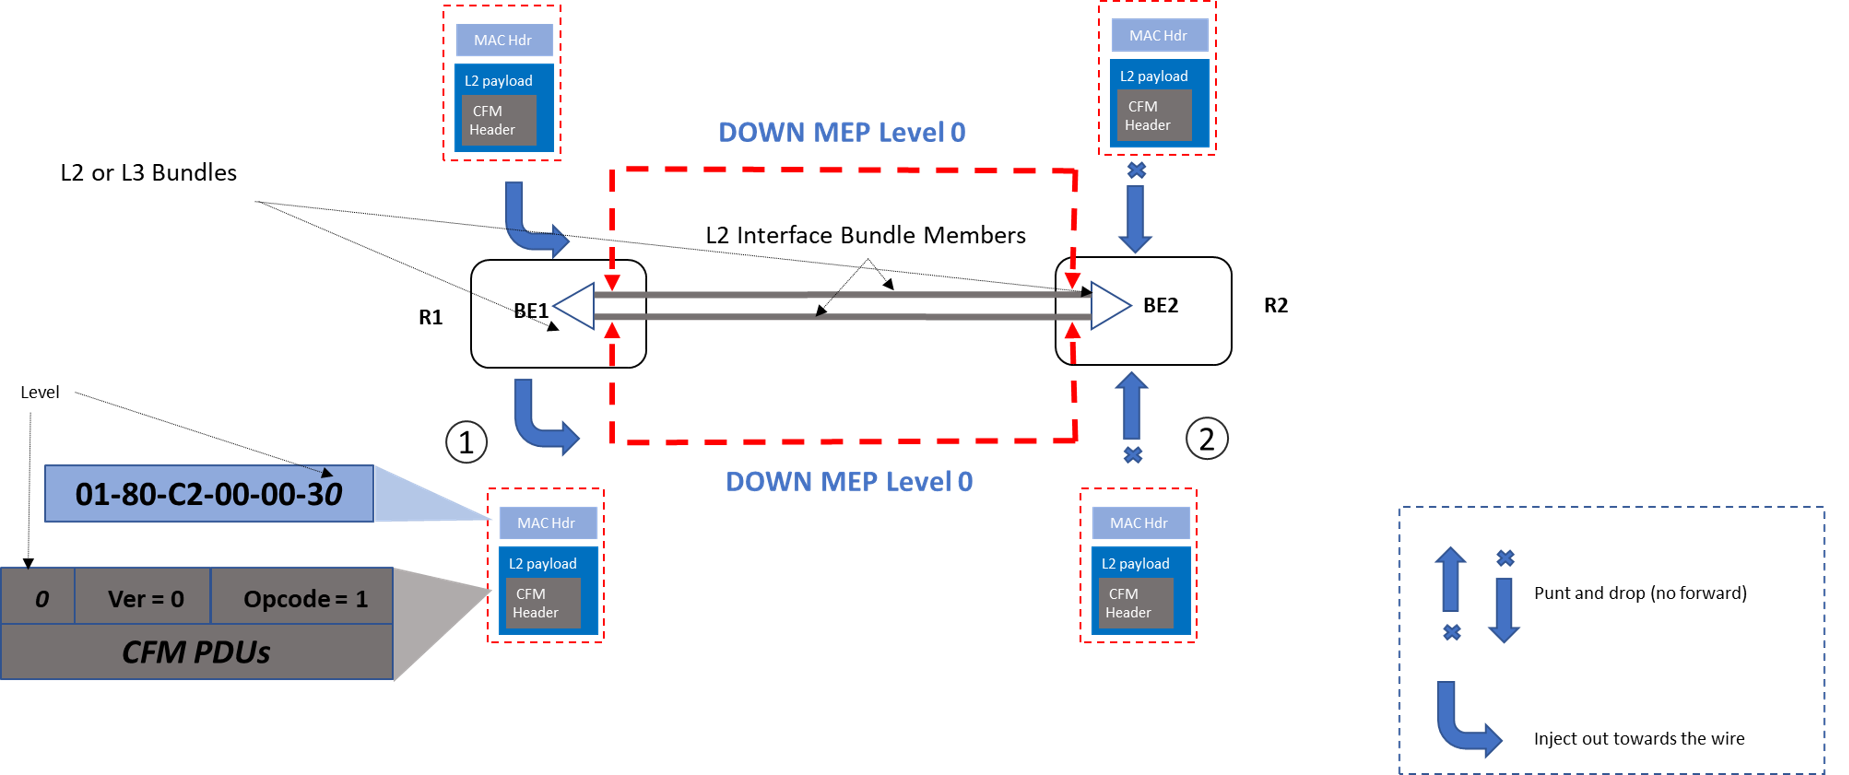 MAC Hdr
L2 payload
CFM
Header
MAC Hdr
L2 payload
CFM
Header
DOWN MEP Level 0
L2 or L3 Bundles
L2 Interface Bundle Members
R1
BE1
BE2
R2
Level
1
2
DOWN MEP Level 0
01-80-C2-00-00-30
MAC Hdr
L2 payload
CFM
Header
MAC Hdr
L2 payload
CFM
Header
0
Ver = 0
Opcode = 1
CFM PDUs
Punt and drop (no forward)
Inject out towards the wire